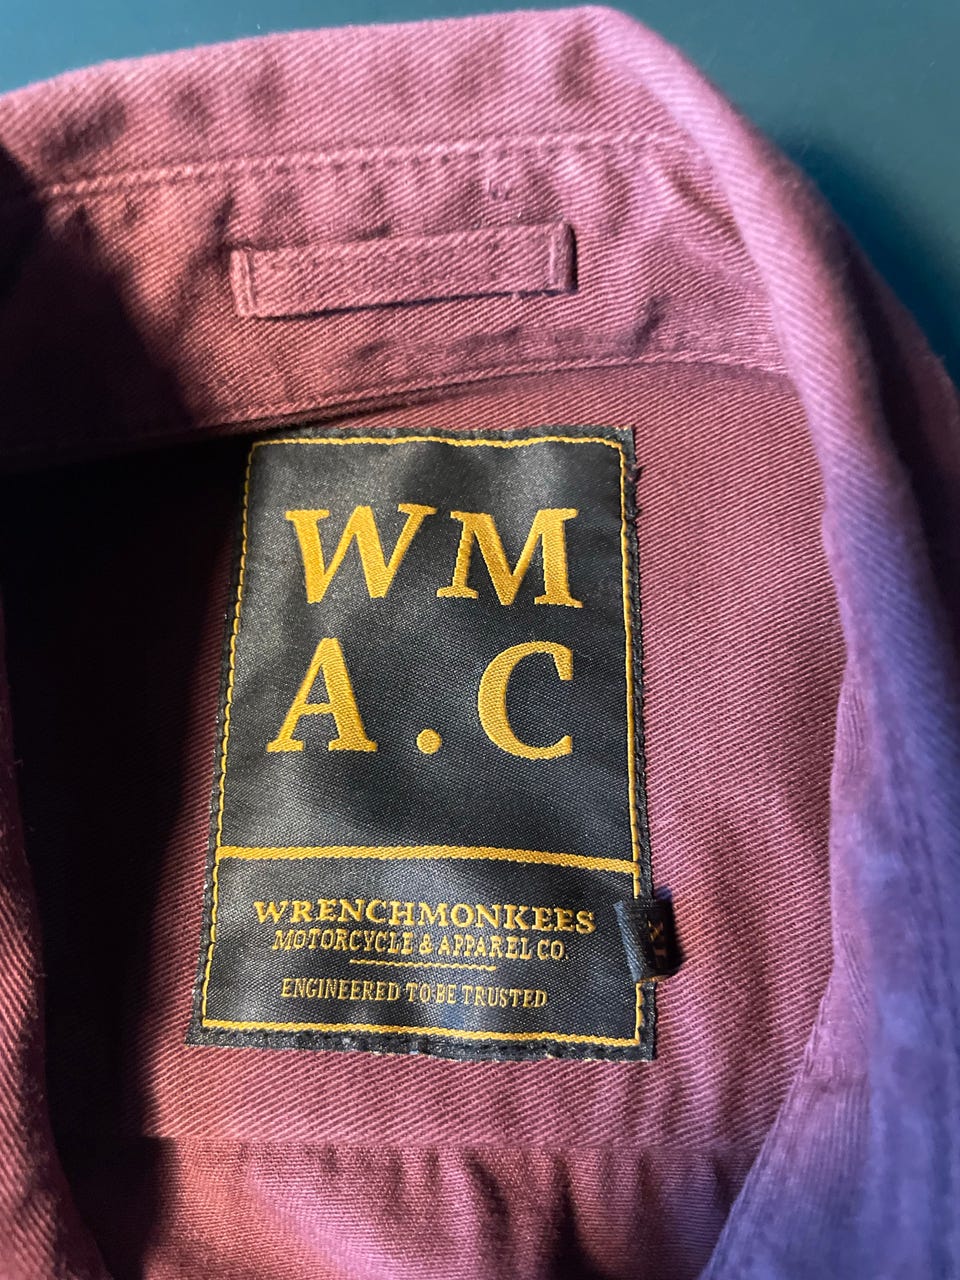 WM
A.C
WRENCHMONKEES
MOTORCYCLE & APPAREL CO.
ENGINEERED TO BE TRUSTED